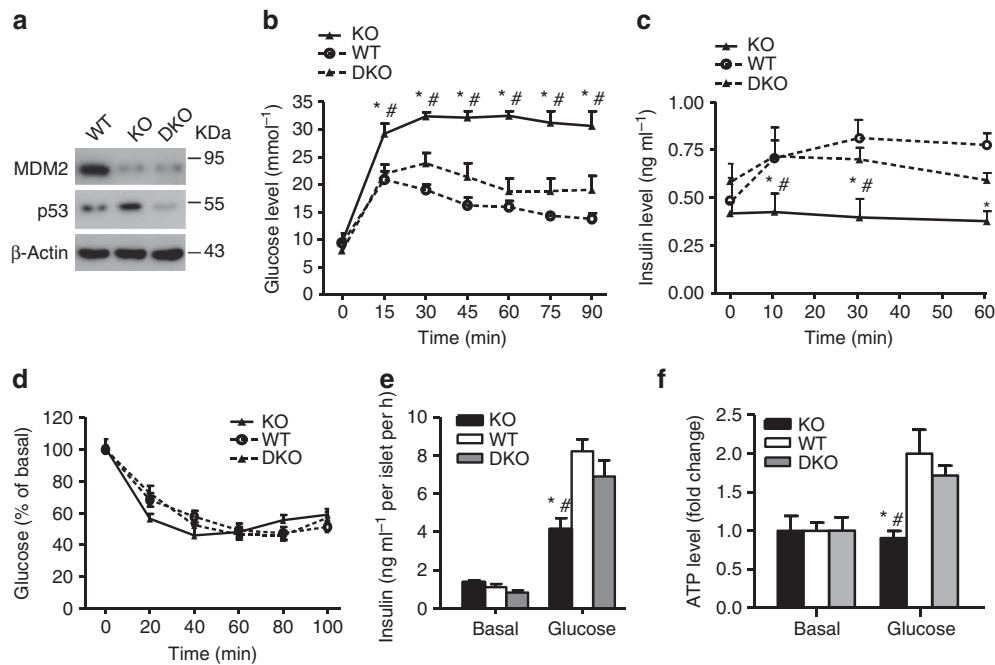 a
WT KO DKO KDa
MDM2 95
p53 55
β-Actin 43
b
KO
WT
DKO
Glucose level (mmol⁻¹)
35
30
25
20
15
10
5
0
* # * # * # * # * # * #
0 15 30 45 60 75 90
Time (min)
c
KO
WT
DKO
Insulin level (ng ml⁻¹)
1.00
0.75
0.50
0.25
0.00
* # * # *
0 10 20 30 40 50 60
Time (min)
d
KO
WT
DKO
Glucose (% of basal)
120
100
80
60
40
20
0
0 20 40 60 80 100
Time (min)
e
KO
WT
DKO
Insulin (ng ml⁻¹ per islet per h)
10
8
6
4
2
0
* #
Basal Glucose
f
KO
WT
DKO
ATP level (fold change)
2.5
2.0
1.5
1.0
0.5
0.0
* #
Basal Glucose